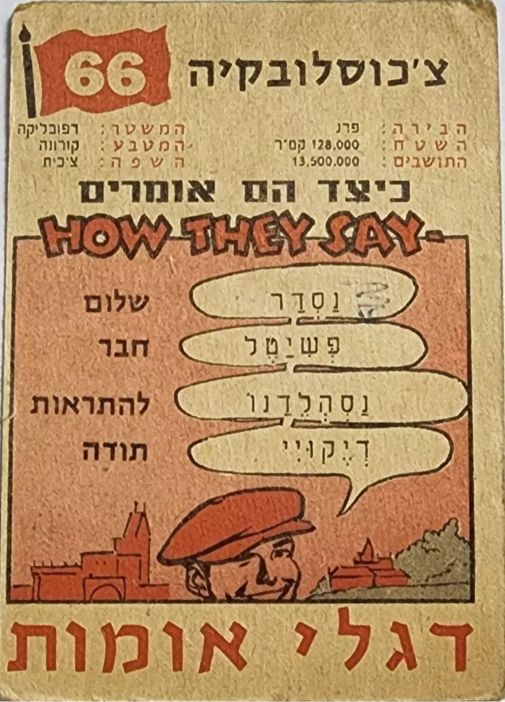 66 צ'כוסלובקיה
הבירה: פרג המשטר: רפובליקה
השטח: 128,000 קמ"ר המטבע: קורונה
התושבים: 13,500,000 השפה: צ'כית
כיצד הם אומרים
HOW THEY SAY-
שלום נַסְדַר
חבר פְּשִׁיַטֶל
להתראות נַסְהְלֶדַנוֹ
תודה דְיֶקוּיִי
דגלי אומות